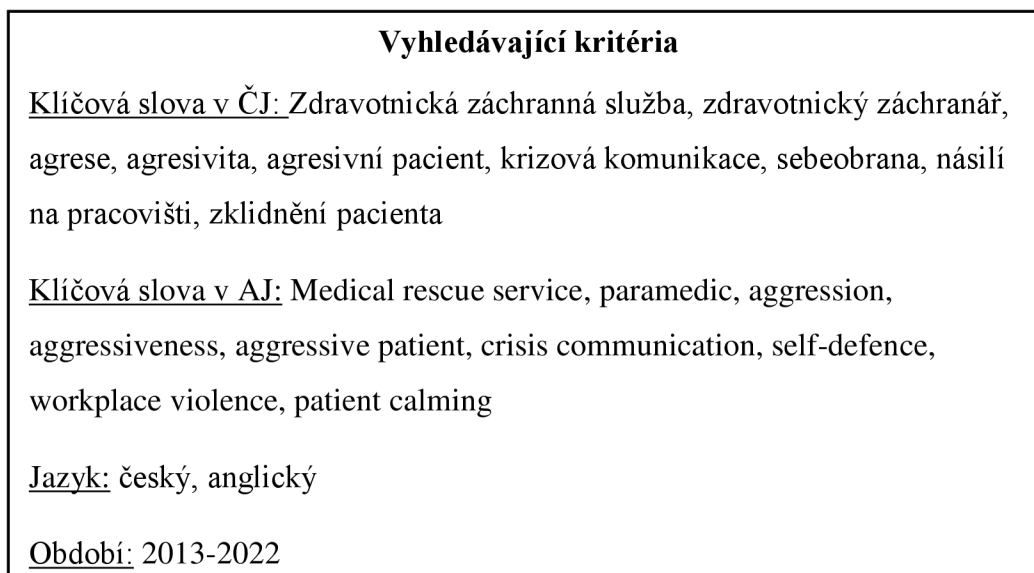 Vyhledávající kritéria
Klíčová slova v ČJ: Zdravotnická záchranná služba, zdravotnický záchranář,
agrese, agresivita, agresivní pacient, krizová komunikace, sebeobrana, násilí
na pracovišti, zklidnění pacienta
Klíčová slova v AJ: Medical rescue service, paramedic, aggression,
aggressiveness, aggressive patient, crisis communication, self-defence,
workplace violence, patient calming
Jazyk: český, anglický
Období: 2013-2022